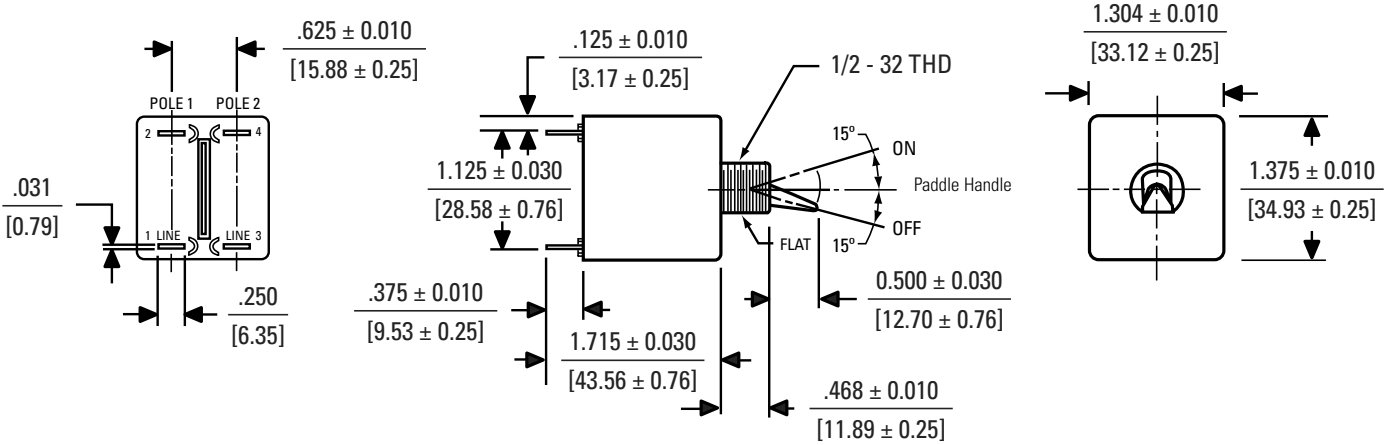 .625 ± 0.010
[15.88 ± 0.25]
POLE 1 POLE 2
2 4
.031
[0.79]
1 LINE LINE 3
.250
[6.35]
.125 ± 0.010
[3.17 ± 0.25]
1/2 - 32 THD
15º
ON
1.125 ± 0.030
[28.58 ± 0.76]
Paddle Handle
OFF
FLAT
15º
.375 ± 0.010
[9.53 ± 0.25]
0.500 ± 0.030
[12.70 ± 0.76]
1.715 ± 0.030
[43.56 ± 0.76]
.468 ± 0.010
[11.89 ± 0.25]
1.304 ± 0.010
[33.12 ± 0.25]
1.375 ± 0.010
[34.93 ± 0.25]